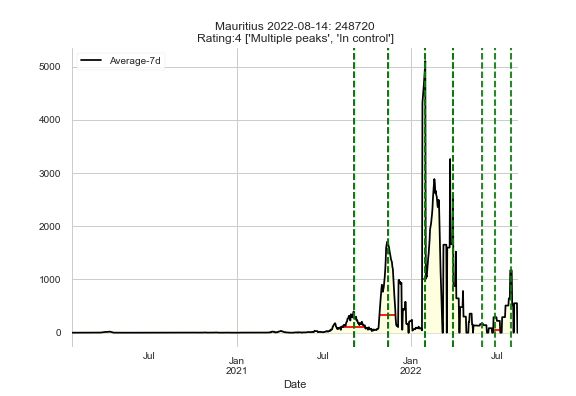 Mauritius 2022-08-14: 248720
Rating:4 ['Multiple peaks', 'In control']
Average-7d
5000
4000
3000
2000
1000
0
Jul
Jan
2021
Jul
Jan
2022
Jul
Date